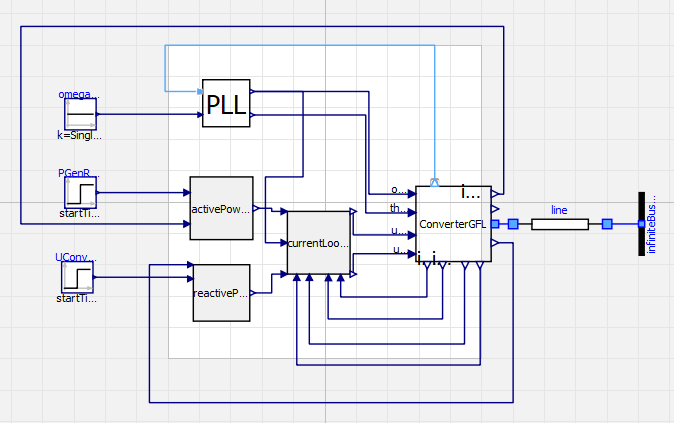 omega...
PLL
k=Singl...
PGenR...
activePow...
startTi...
o...
i...
th...
ConverterGFL
line
infiniteBus...
u...
currentLoo...
UConv...
u...
i...i...
reactiveP...
startTi...